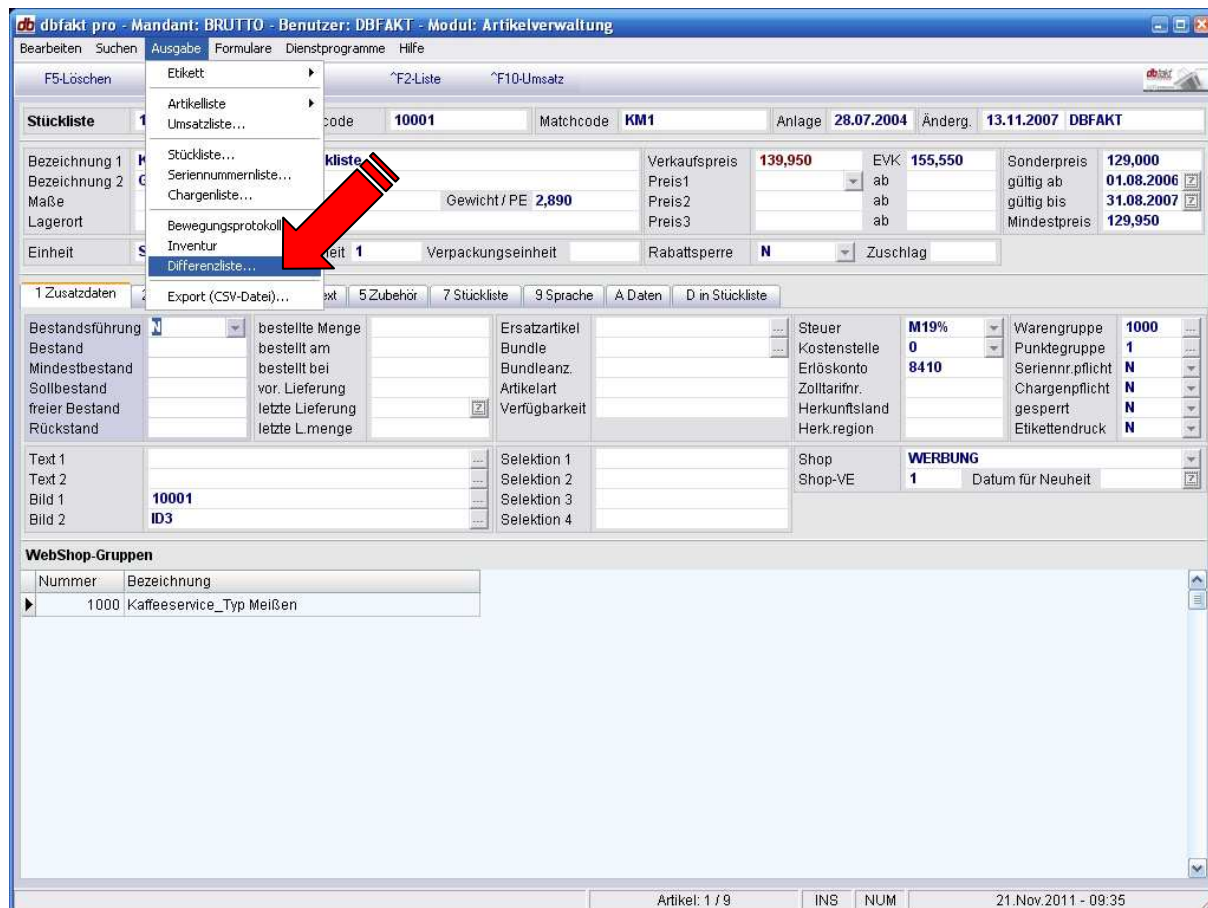 db dbfakt pro - Mandant: BRUTTO - Benutzer: DBFAKT - Modul: Artikelverwaltung
Bearbeiten Suchen Ausgabe Formulare Dienstprogramme Hilfe
F5-Löschen ^F2-Liste ^F10-Umsatz dbfakt
Etikett
Artikelliste
Umsatzliste...
Stückliste...
Seriennummernliste...
Chargenliste...
Bewegungsprotokoll
Inventur
Differenzliste...
Export (CSV-Datei)...
Stückliste 1 code 10001 Matchcode KM1 Anlage 28.07.2004 Änderg. 13.11.2007 DBFAKT
Bezeichnung 1 K kliste Verkaufspreis 139,950 EVK 155,550 Sonderpreis 129,000
Bezeichnung 2 G Preis1 ab gültig ab 01.08.2006
Maße Gewicht / PE 2,890 Preis2 ab gültig bis 31.08.2007
Lagerort Preis3 ab Mindestpreis 129,950
Einheit S heit 1 Verpackungseinheit Rabattsperre N Zuschlag
1 Zusatzdaten 2 ext 5 Zubehör 7 Stückliste 9 Sprache A Daten D in Stückliste
Bestandsführung N bestellte Menge Ersatzartikel Steuer M19% Warengruppe 1000
Bestand bestellt am Bundle Kostenstelle 0 Punktegruppe 1
Mindestbestand bestellt bei Bundleanz. Erlöskonto 8410 Seriennr.pflicht N
Sollbestand vor. Lieferung Artikelart Zolltarifnr. Chargenpflicht N
freier Bestand letzte Lieferung Verfügbarkeit Herkunftsland gesperrt N
Rückstand letzte L.menge Herk.region Etikettendruck N
Text 1 Selektion 1 Shop WERBUNG
Text 2 Selektion 2 Shop-VE 1 Datum für Neuheit
Bild 1 10001 Selektion 3
Bild 2 ID3 Selektion 4
WebShop-Gruppen
Nummer Bezeichnung
1000 Kaffeeservice_Typ Meißen
Artikel: 1 / 9 INS NUM 21.Nov.2011 - 09:35